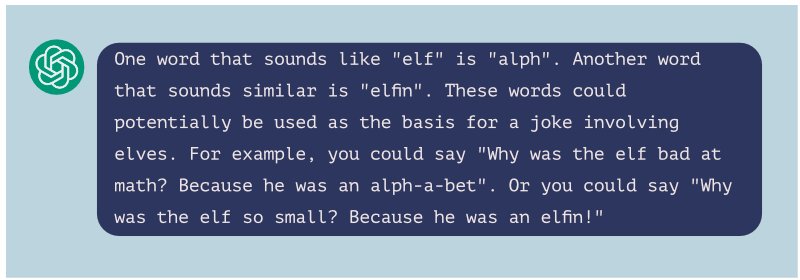 One word that sounds like "elf" is "alph". Another word
that sounds similar is "elfin". These words could
potentially be used as the basis for a joke involving
elves. For example, you could say "Why was the elf bad at
math? Because he was an alph-a-bet". Or you could say "Why
was the elf so small? Because he was an elfin!"